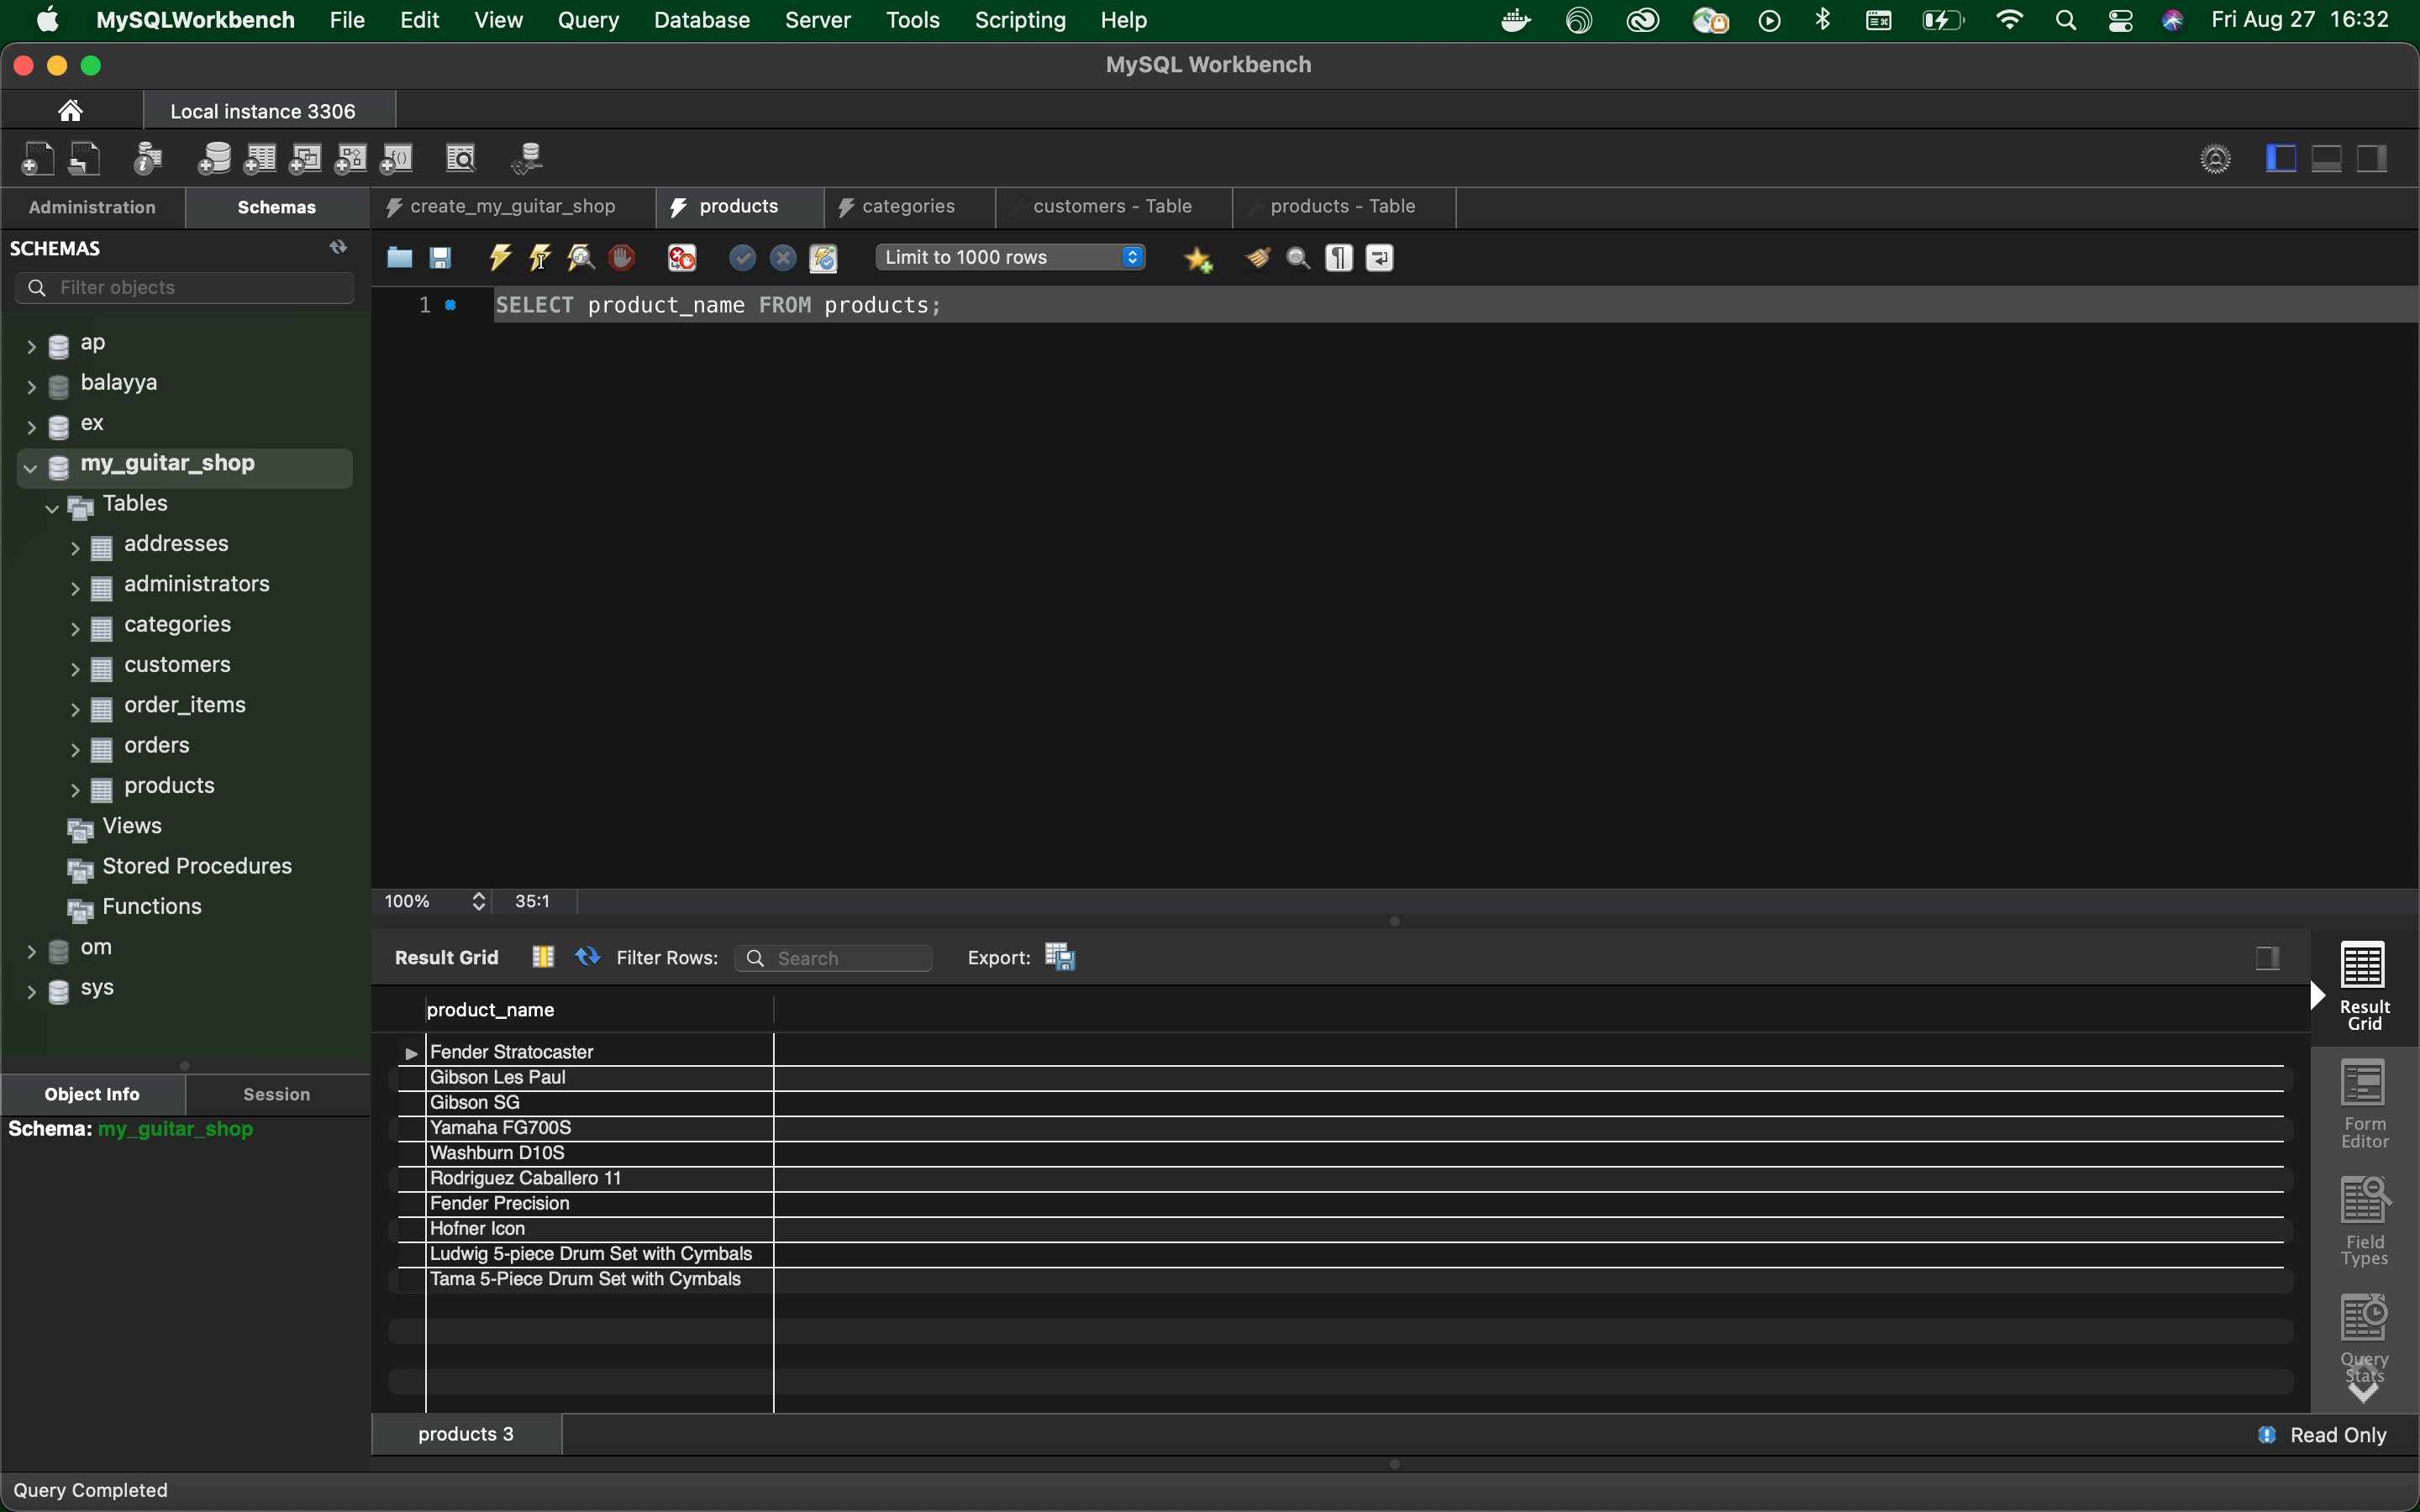 MySQLWorkbench File Edit View Query Database Server Tools Scripting Help Fri Aug 27 16:32
MySQL Workbench
Local instance 3306
Administration Schemas
create_my_guitar_shop products categories customers - Table products - Table
SCHEMAS
Filter objects
Limit to 1000 rows
1 SELECT product_name FROM products;
ap
balayya
ex
my_guitar_shop
Tables
addresses
administrators
categories
customers
order_items
orders
products
Views
Stored Procedures
Functions
om
sys
Object Info Session
Schema: my_guitar_shop
100% 35:1
Result Grid Filter Rows: Search Export:
product_name
Fender Stratocaster
Gibson Les Paul
Gibson SG
Yamaha FG700S
Washburn D10S
Rodriguez Caballero 11
Fender Precision
Hofner Icon
Ludwig 5-piece Drum Set with Cymbals
Tama 5-Piece Drum Set with Cymbals
Result
Grid
Form
Editor
Field
Types
Query
Stats
products 3
Read Only
Query Completed